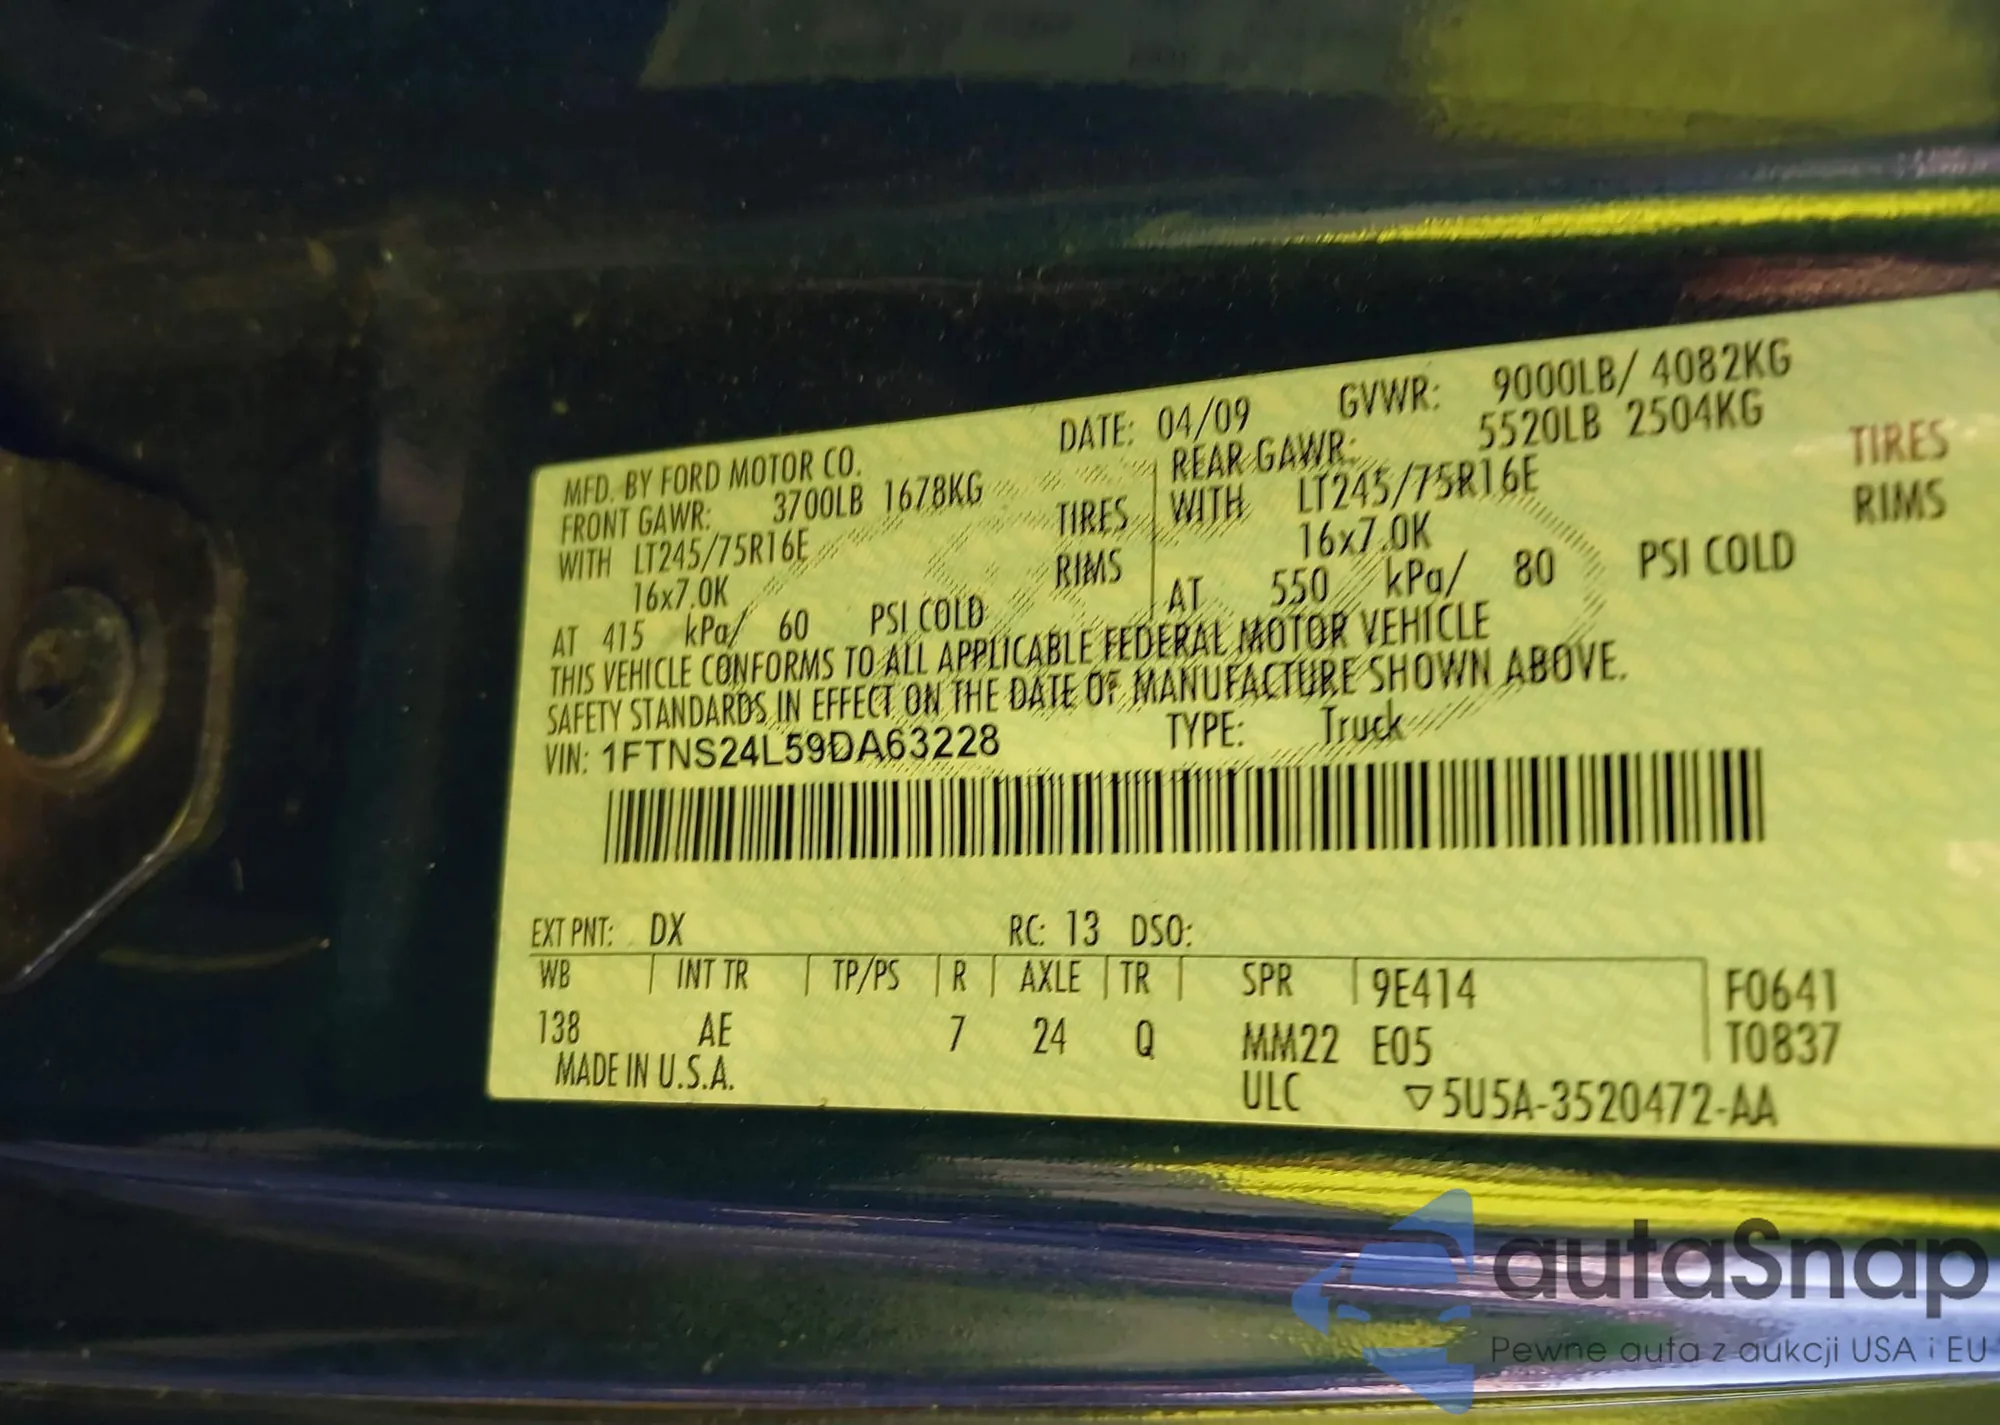 MFD. BY FORD MOTOR CO.
DATE: 04/09
GVWR: 9000LB/ 4082KG
FRONT GAWR: 3700LB 1678KG
REAR GAWR: 5520LB 2504KG
WITH LT245/75R16E TIRES
WITH LT245/75R16E TIRES
16x7.0K RIMS
16x7.0K RIMS
AT 415 kPa/ 60 PSI COLD
AT 550 kPa/ 80 PSI COLD
THIS VEHICLE CONFORMS TO ALL APPLICABLE FEDERAL MOTOR VEHICLE
SAFETY STANDARDS IN EFFECT ON THE DATE OF MANUFACTURE SHOWN ABOVE.
VIN: 1FTNS24L59DA63228 TYPE: Truck
EXT PNT: DX RC: 13 DSO:
WB INT TR TP/PS R AXLE TR SPR 9E414 F0641
138 AE 7 24 Q MM22 E05 T0837
MADE IN U.S.A. ULC ▽5U5A-3520472-AA
autaSnap
Pewne auta z aukcji USA i EU